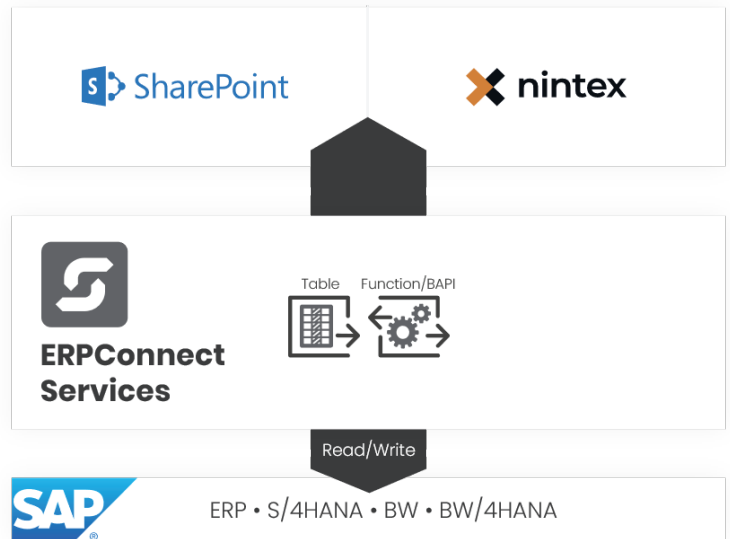 S SharePoint
nintex
Table Function/BAPI
ERPConnect
Services
Read/Write
SAP ®
ERP • S/4HANA • BW • BW/4HANA